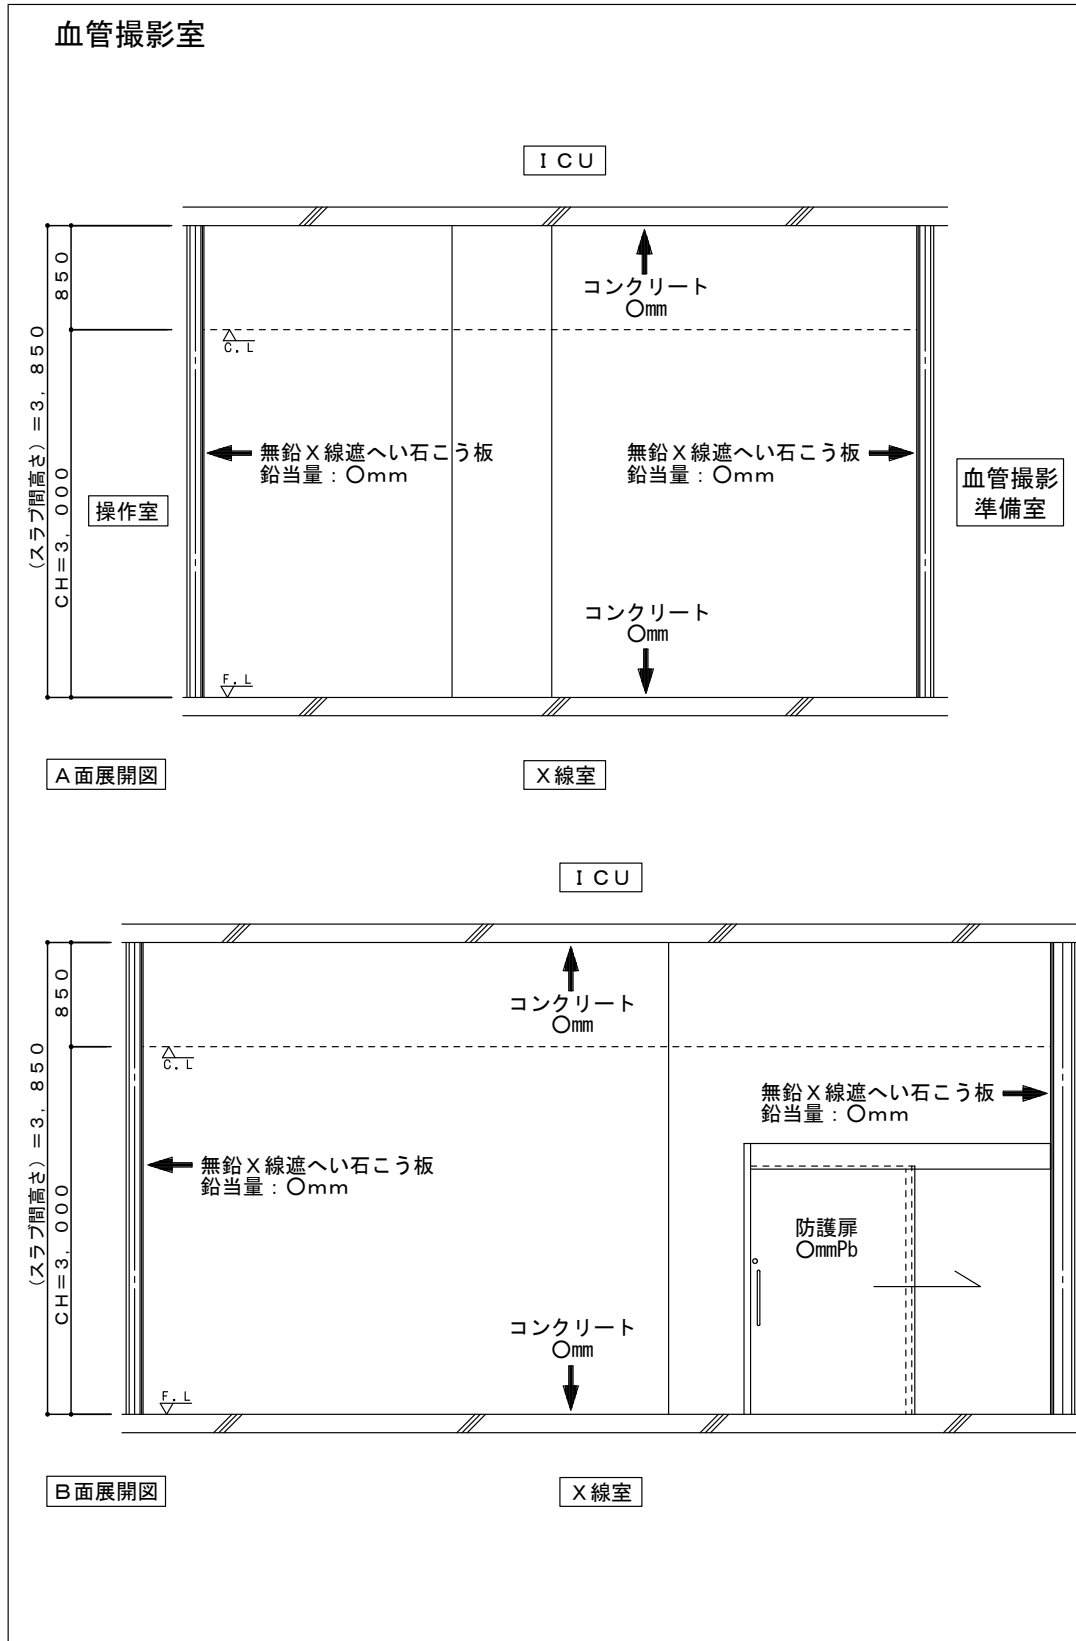 血管撮影室
ＩＣＵ
コンクリート
○㎜
C.L
850
(スラブ間高さ)＝3,850
CH＝3,000
無鉛Ｘ線遮へい石こう板
鉛当量：○mm
無鉛Ｘ線遮へい石こう板
鉛当量：○mm
操作室
血管撮影
準備室
コンクリート
○㎜
F.L
Ａ面展開図
Ｘ線室
ＩＣＵ
コンクリート
○㎜
C.L
850
(スラブ間高さ)＝3,850
CH＝3,000
無鉛Ｘ線遮へい石こう板
鉛当量：○mm
無鉛Ｘ線遮へい石こう板
鉛当量：○mm
防護扉
○㎜Pb
コンクリート
○㎜
F.L
Ｂ面展開図
Ｘ線室